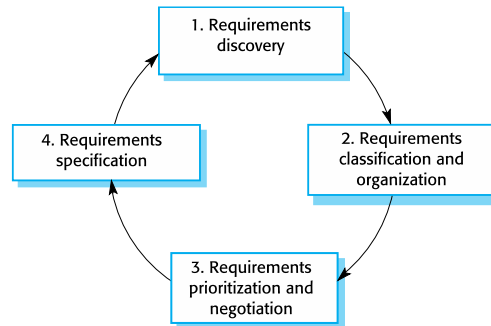 1. Requirements
discovery
2. Requirements
classification and
organization
3. Requirements
prioritization and
negotiation
4. Requirements
specification